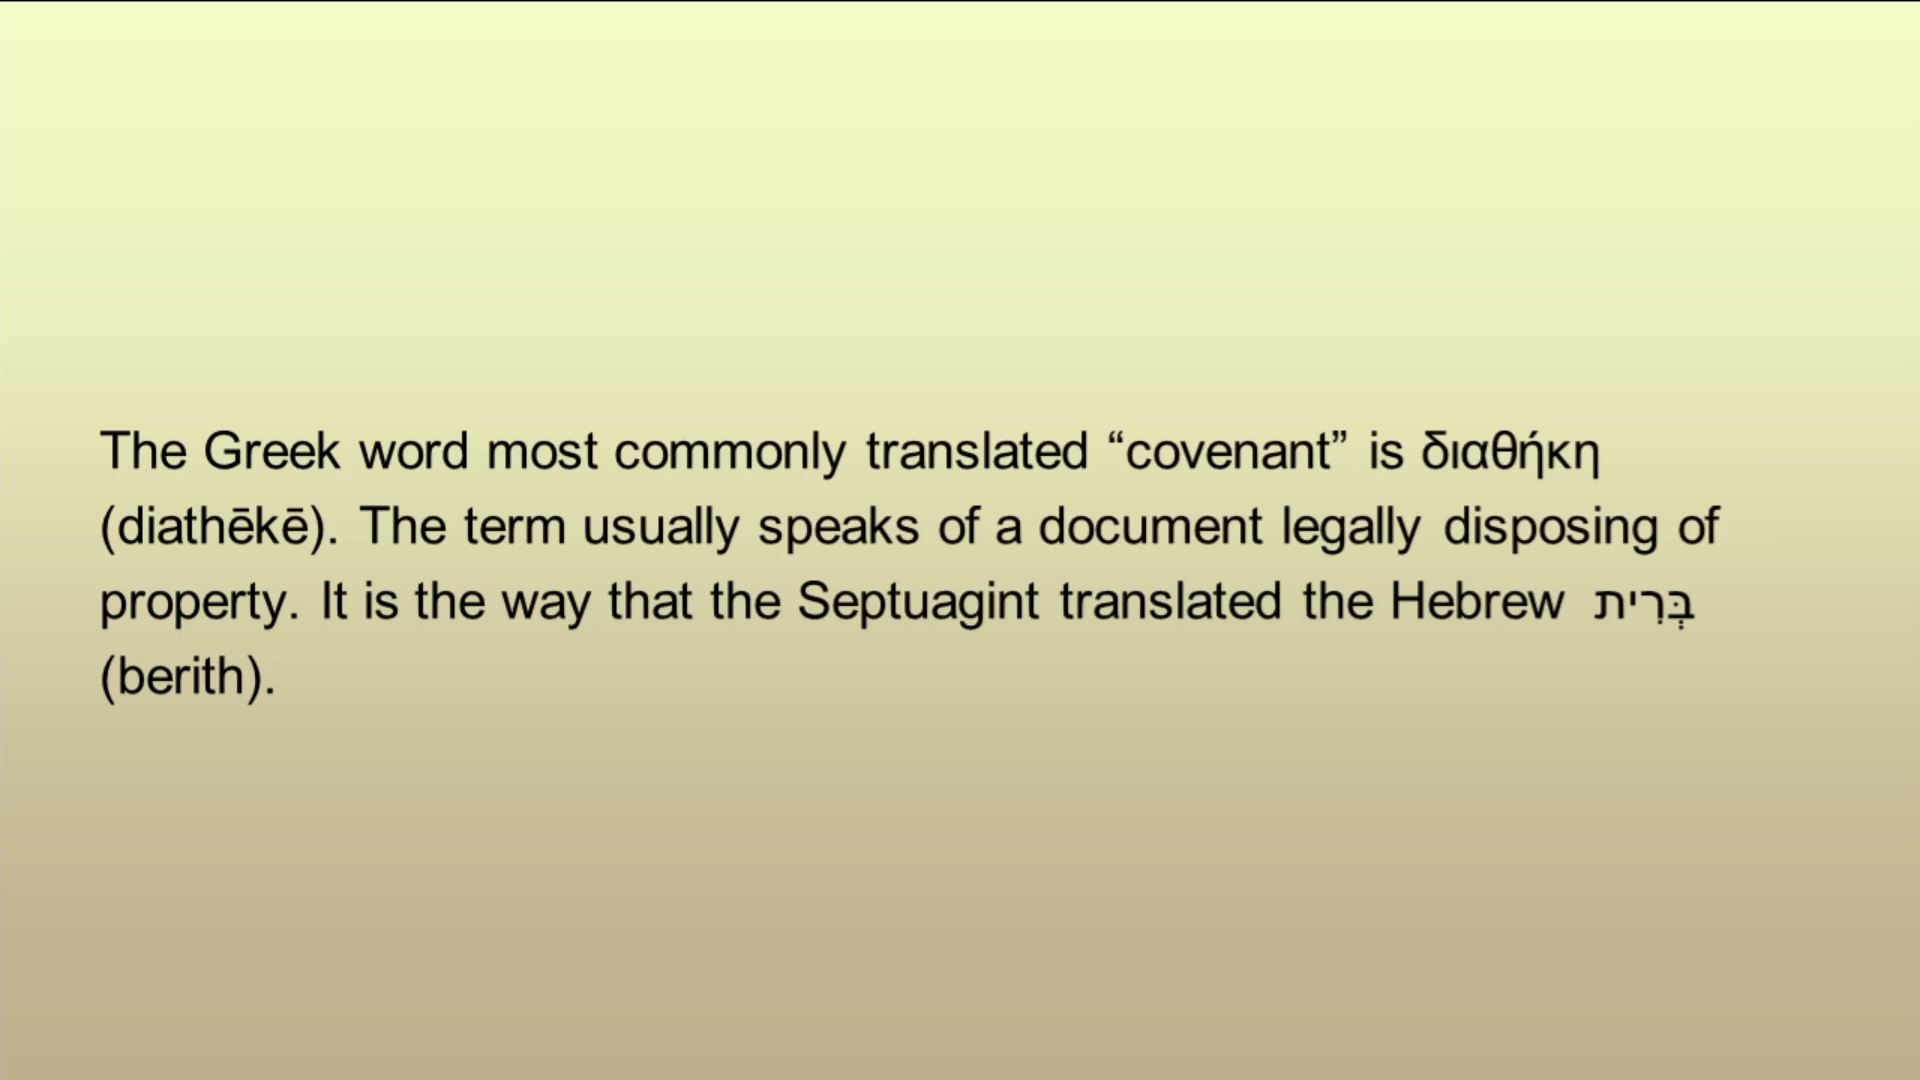 The Greek word most commonly translated “covenant” is διαθήκη
(diathēkē). The term usually speaks of a document legally disposing of
property. It is the way that the Septuagint translated the Hebrew בְּרִית
(berith).